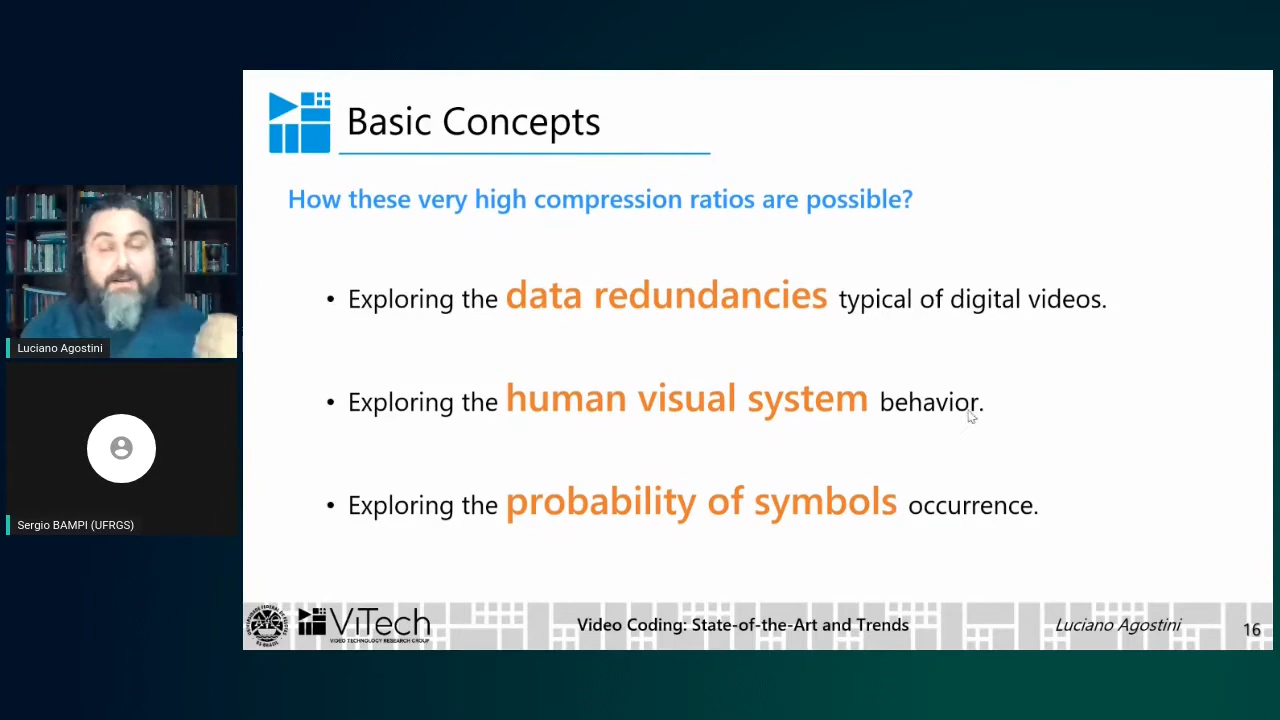 Basic Concepts
How these very high compression ratios are possible?
• Exploring the data redundancies typical of digital videos.
• Exploring the human visual system behavior.
• Exploring the probability of symbols occurrence.
Luciano Agostini
Sergio BAMPI (UFRGS)
ViTech
VIDEO TECHNOLOGY RESEARCH GROUP
Video Coding: State-of-the-Art and Trends
Luciano Agostini
16